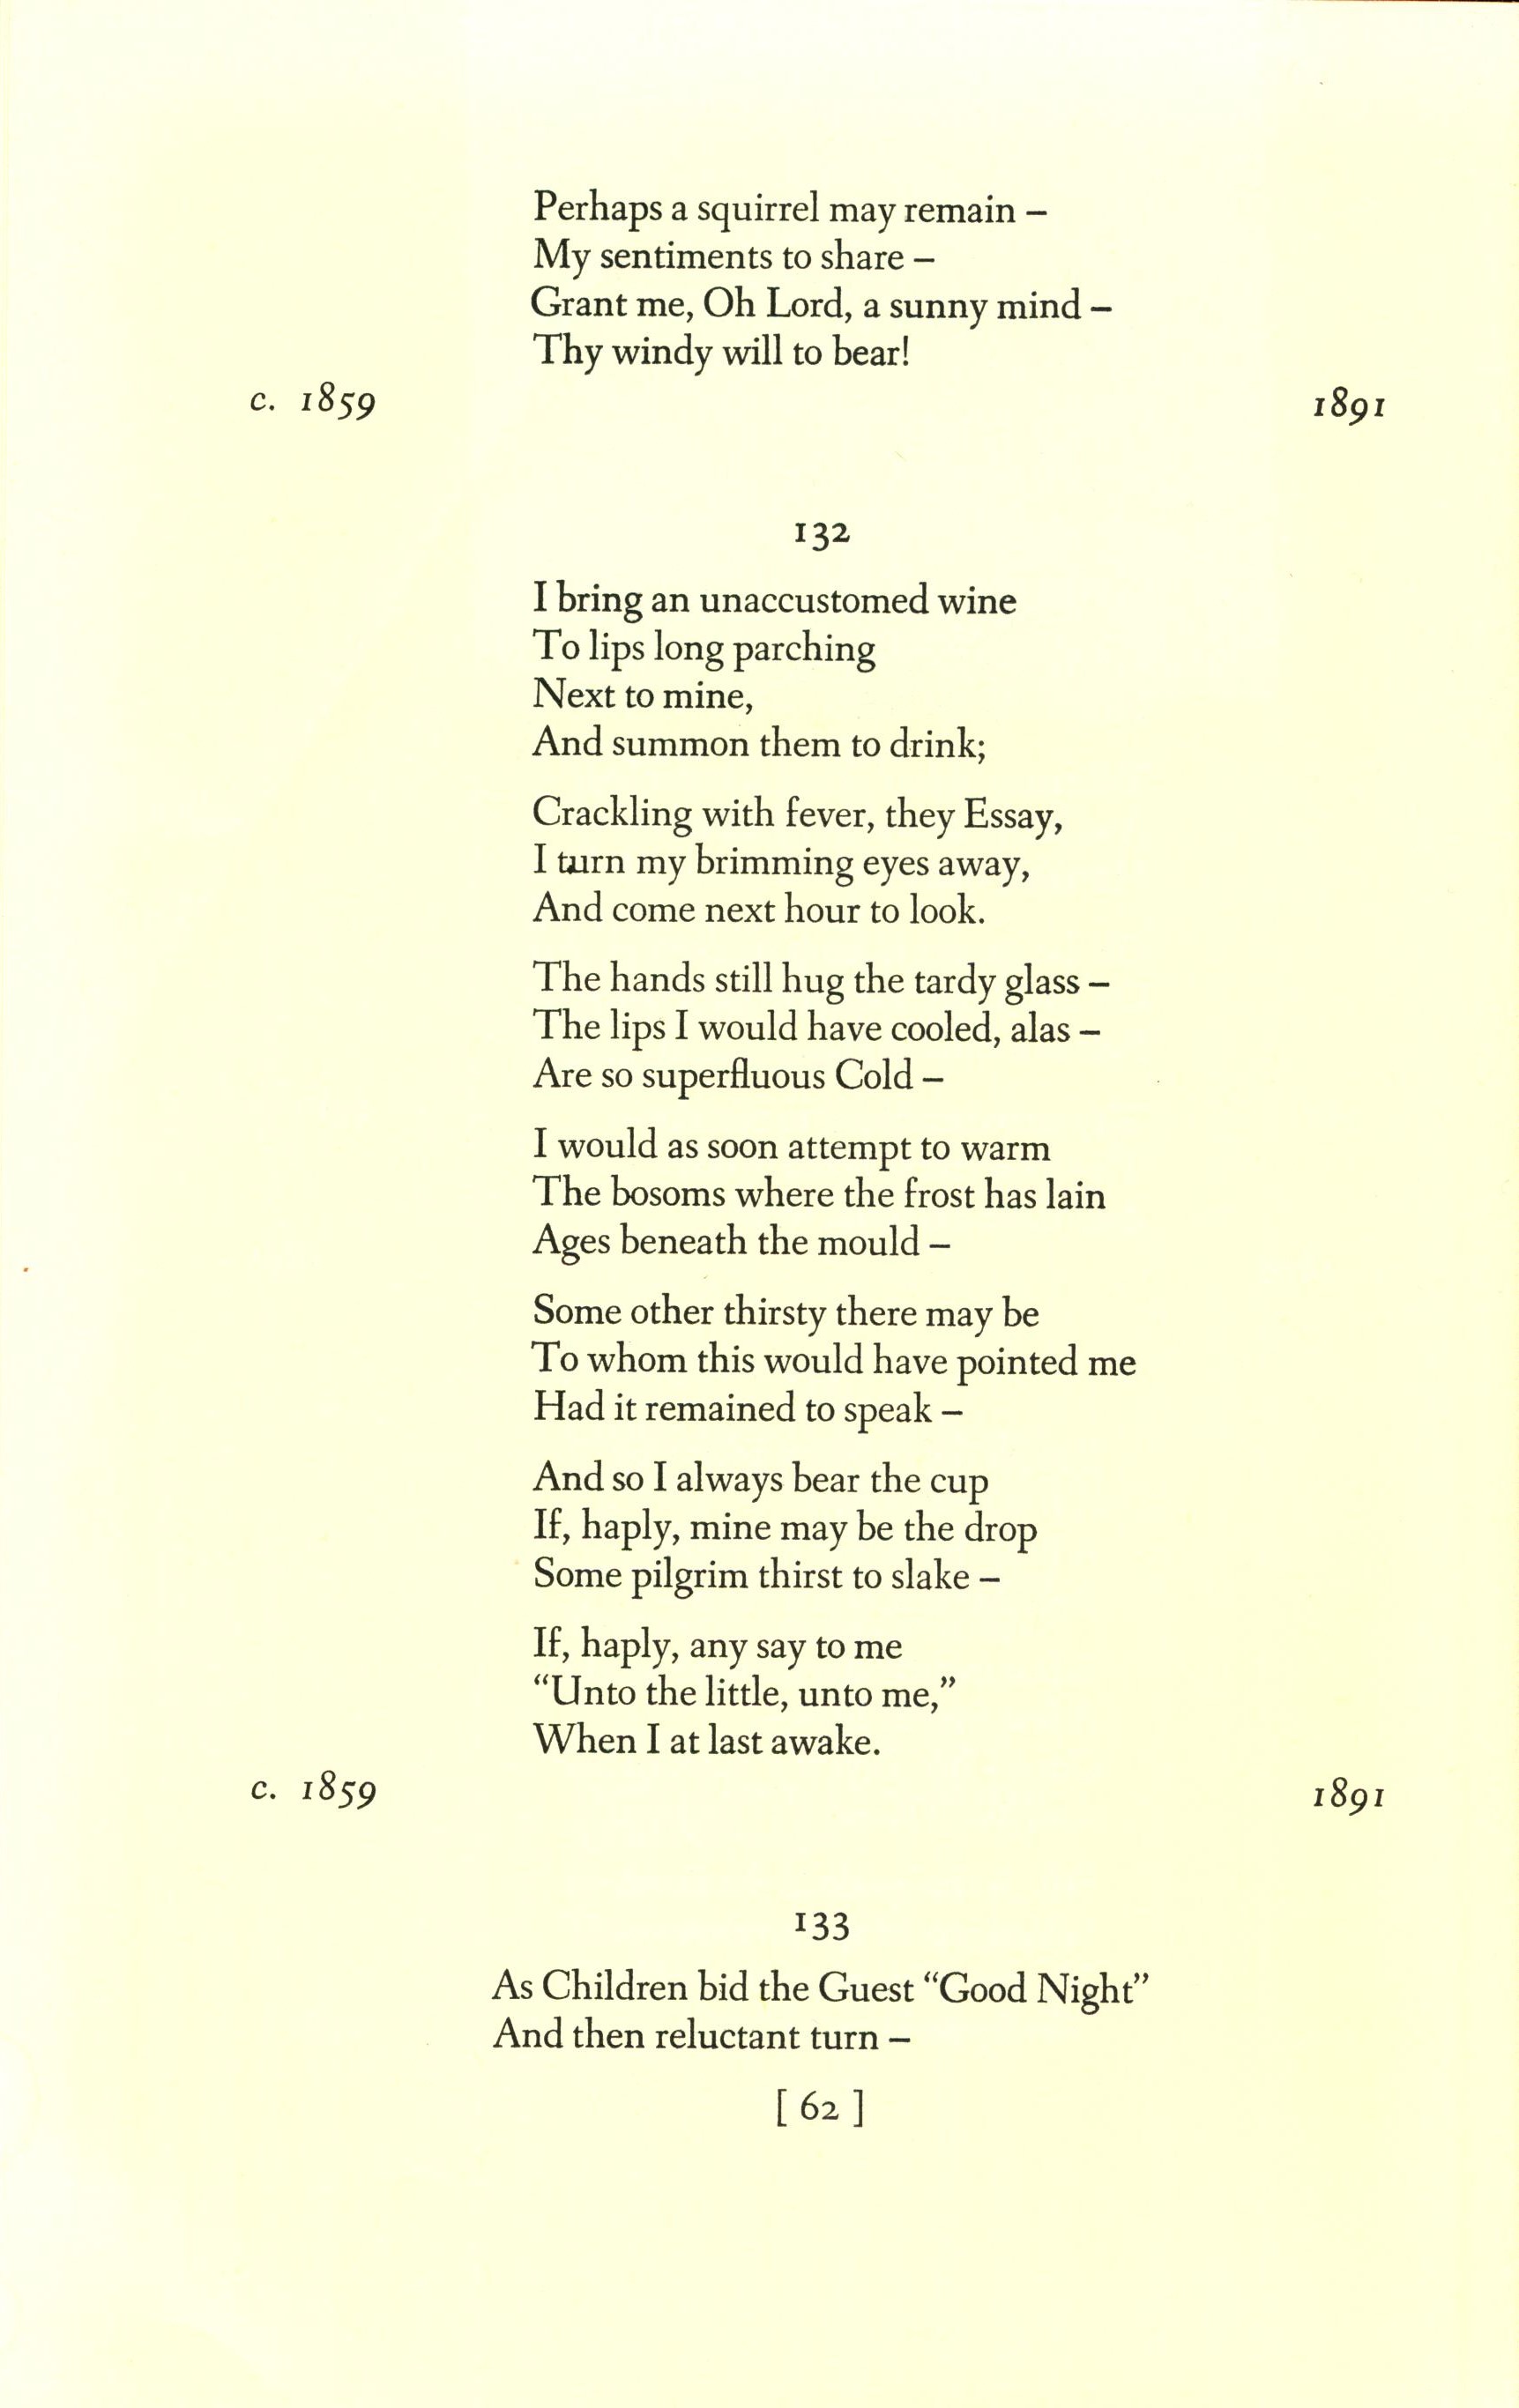 Perhaps a squirrel may remain –
My sentiments to share –
Grant me, Oh Lord, a sunny mind –
Thy windy will to bear!
c. 1859 1891
132
I bring an unaccustomed wine
To lips long parching
Next to mine,
And summon them to drink;
Crackling with fever, they Essay,
I turn my brimming eyes away,
And come next hour to look.
The hands still hug the tardy glass –
The lips I would have cooled, alas –
Are so superfluous Cold –
I would as soon attempt to warm
The bosoms where the frost has lain
Ages beneath the mould –
Some other thirsty there may be
To whom this would have pointed me
Had it remained to speak –
And so I always bear the cup
If, haply, mine may be the drop
Some pilgrim thirst to slake –
If, haply, any say to me
“Unto the little, unto me,”
When I at last awake.
c. 1859 1891
133
As Children bid the Guest “Good Night”
And then reluctant turn –
[ 62 ]